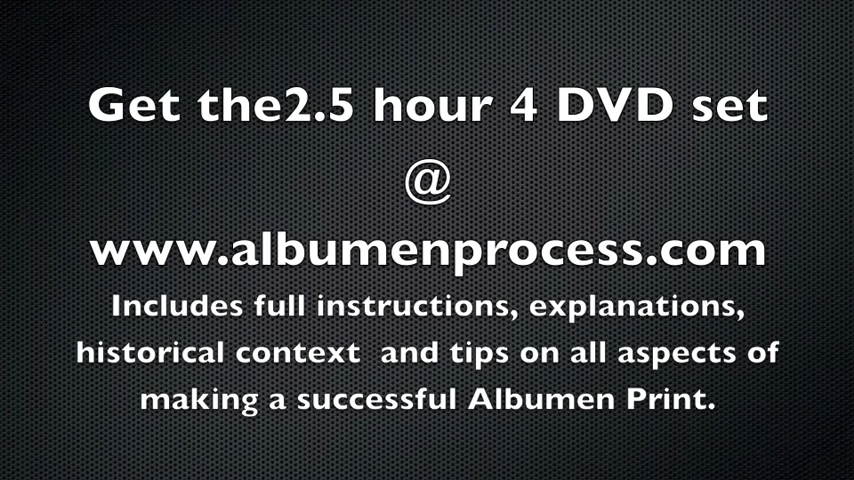 Get the2.5 hour 4 DVD set
@
www.albumenprocess.com
Includes full instructions, explanations,
historical context  and tips on all aspects of
making a successful Albumen Print.